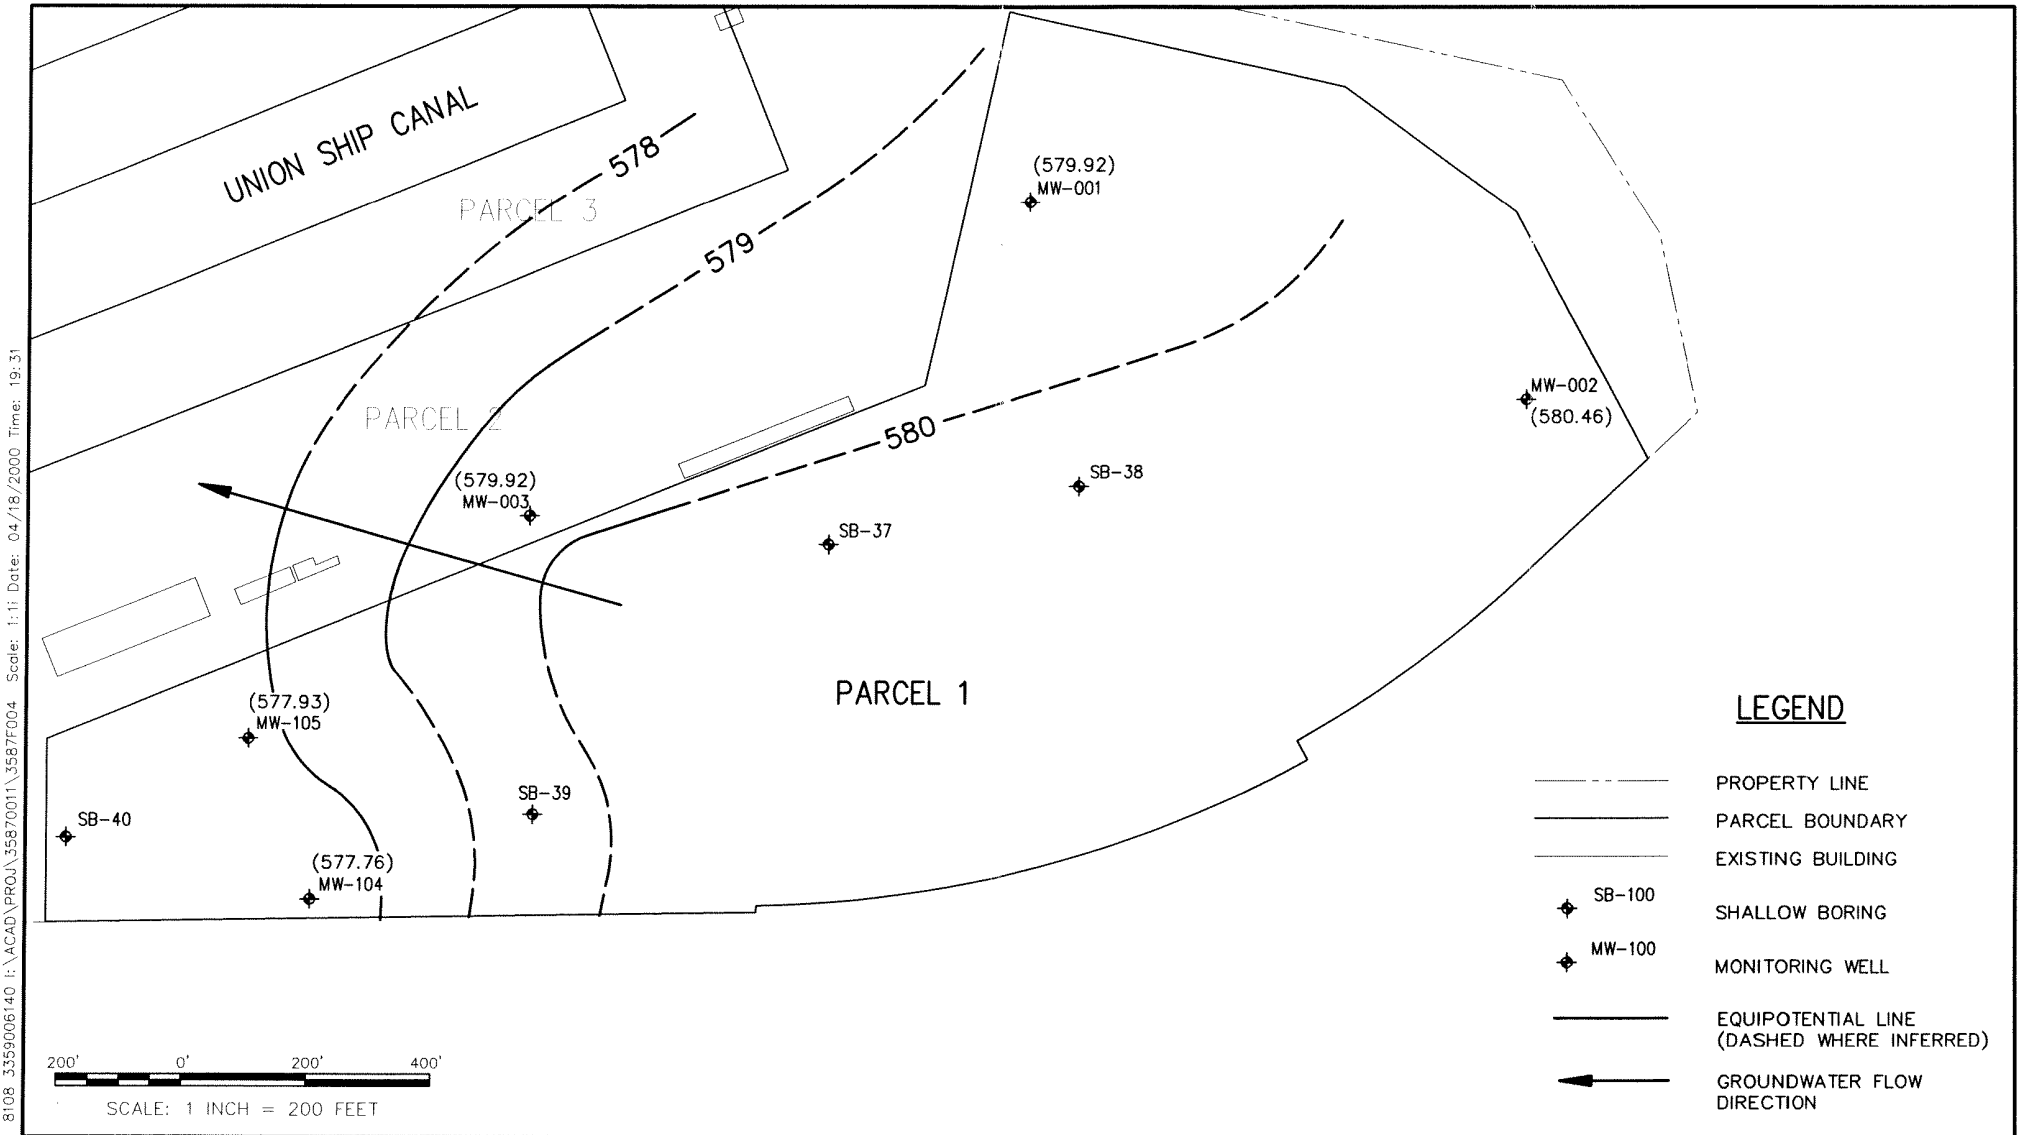 UNION SHIP CANAL
578
PARCEL 3
579
(579.92)
MW-001
PARCEL 2
580
MW-002
(580.46)
(579.92)
MW-003
SB-38
SB-37
PARCEL 1
(577.93)
MW-105
SB-39
SB-40
(577.76)
MW-104
LEGEND
PROPERTY LINE
PARCEL BOUNDARY
EXISTING BUILDING
SB-100
SHALLOW BORING
MW-100
MONITORING WELL
EQUIPOTENTIAL LINE
(DASHED WHERE INFERRED)
GROUNDWATER FLOW
DIRECTION
200' 0' 200' 400'
SCALE: 1 INCH = 200 FEET
8108 3359006140 I:\ACAD\PROJ\35870011\3587F004 Scale: 1:1 Date: 04/18/2000 Time: 19:31